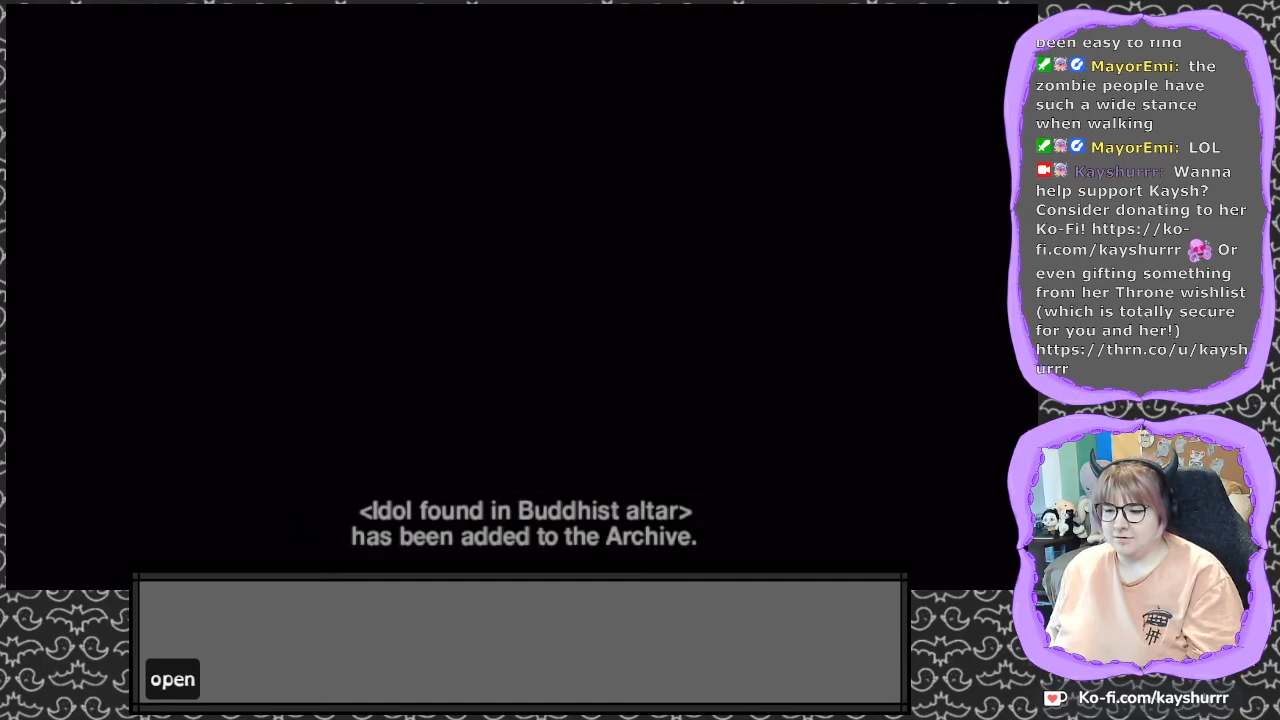 been easy to find
MayorEmi: the
zombie people have
such a wide stance
when walking
MayorEmi: LOL
Kayshurrr: Wanna
help support Kaysh?
Consider donating to her
Ko-Fi! https://ko-
fi.com/kayshurrr Or
even gifting something
from her Throne wishlist
(which is totally secure
for you and her!)
https://thrn.co/u/kaysh
urrr
<Idol found in Buddhist altar>
has been added to the Archive.
open
Ko-fi.com/kayshurrr